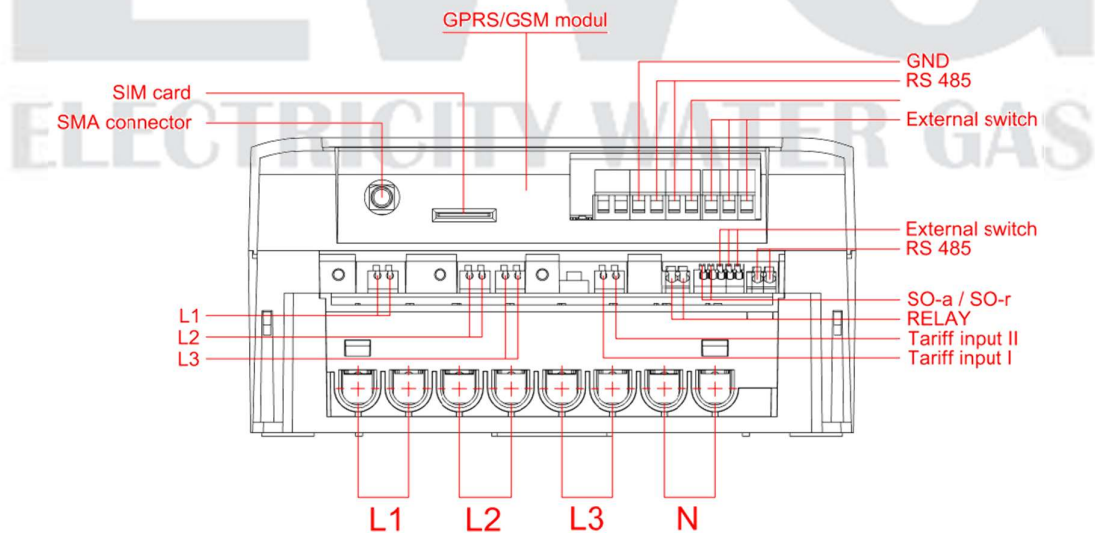 GPRS/GSM modul
GND
RS 485
SIM card
SMA connector
External switch
ELECTRICITY WATER GAS
External switch
RS 485
SO-a / SO-r
L1
RELAY
L2
Tariff input II
L3
Tariff input I
L1 L2 L3 N